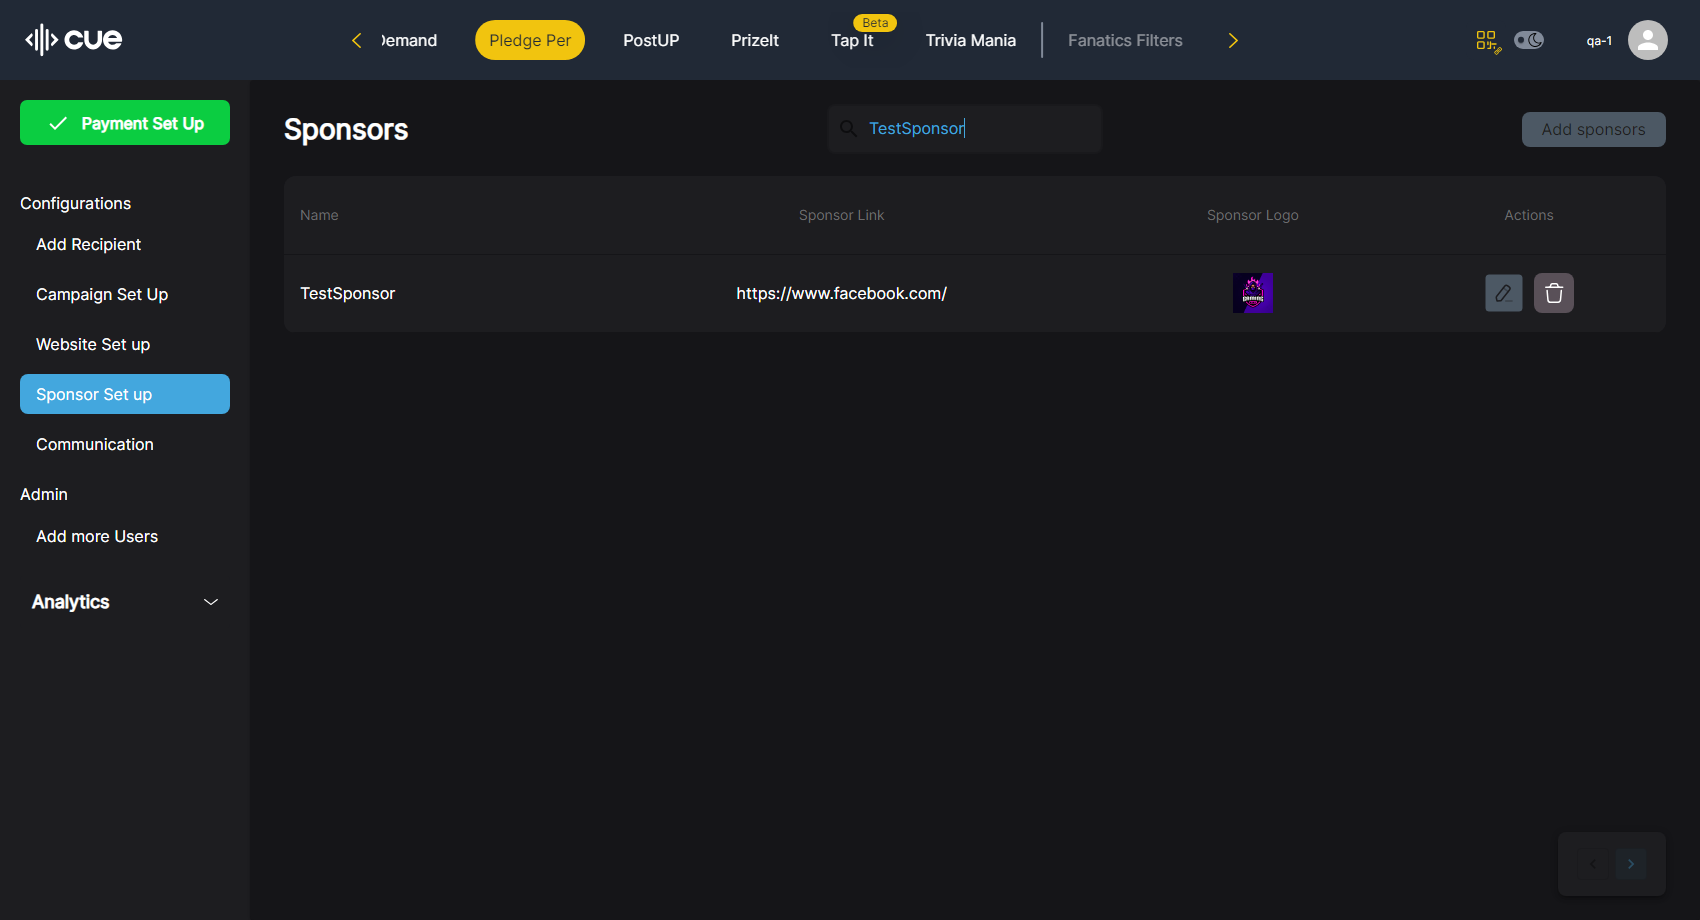 cue
Demand
Pledge Per
PostUP
PrizeIt
Beta
Tap It
Trivia Mania
Fanatics Filters
qa-1
Payment Set Up
Configurations
Add Recipient
Campaign Set Up
Website Set up
Sponsor Set up
Communication
Admin
Add more Users
Analytics
Sponsors
TestSponsor
Add sponsors
Name
Sponsor Link
Sponsor Logo
Actions
TestSponsor
https://www.facebook.com/
GAMING